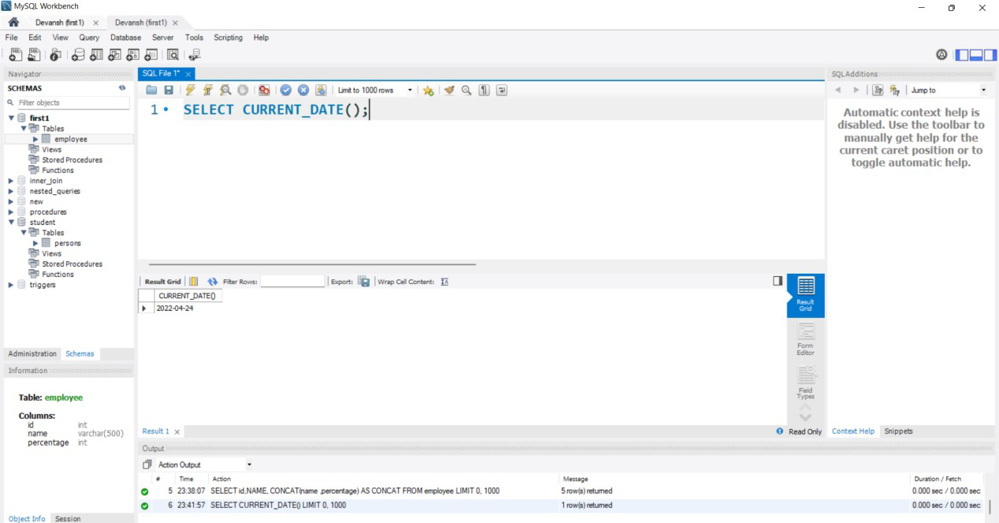 MySQL Workbench
Devansh (first1) × Devansh (first1) ×
File Edit View Query Database Server Tools Scripting Help
Navigator
SCHEMAS
Filter objects
first1
Tables
employee
Views
Stored Procedures
Functions
inner_join
nested_queries
new
procedures
student
Tables
persons
Views
Stored Procedures
Functions
triggers
Administration Schemas
Information
Table: employee
Columns:
id int
name varchar(500)
percentage int
Object Info Session
SQL File 1* ×
Limit to 1000 rows
1 SELECT CURRENT_DATE();
Result Grid Filter Rows: Export: Wrap Cell Content:
CURRENT_DATE()
2022-04-24
Result Grid
Form Editor
Field Types
Result 1 × Read Only
Output
Action Output
# Time Action Message Duration / Fetch
5 23:38:07 SELECT id,NAME, CONCAT(name ,percentage) AS CONCAT FROM employee LIMIT 0, 1000 5 row(s) returned 0.000 sec / 0.000 sec
6 23:41:57 SELECT CURRENT_DATE() LIMIT 0, 1000 1 row(s) returned 0.000 sec / 0.000 sec
SQLAdditions
Jump to
Automatic context help is
disabled. Use the toolbar to
manually get help for the
current caret position or to
toggle automatic help.
Context Help Snippets